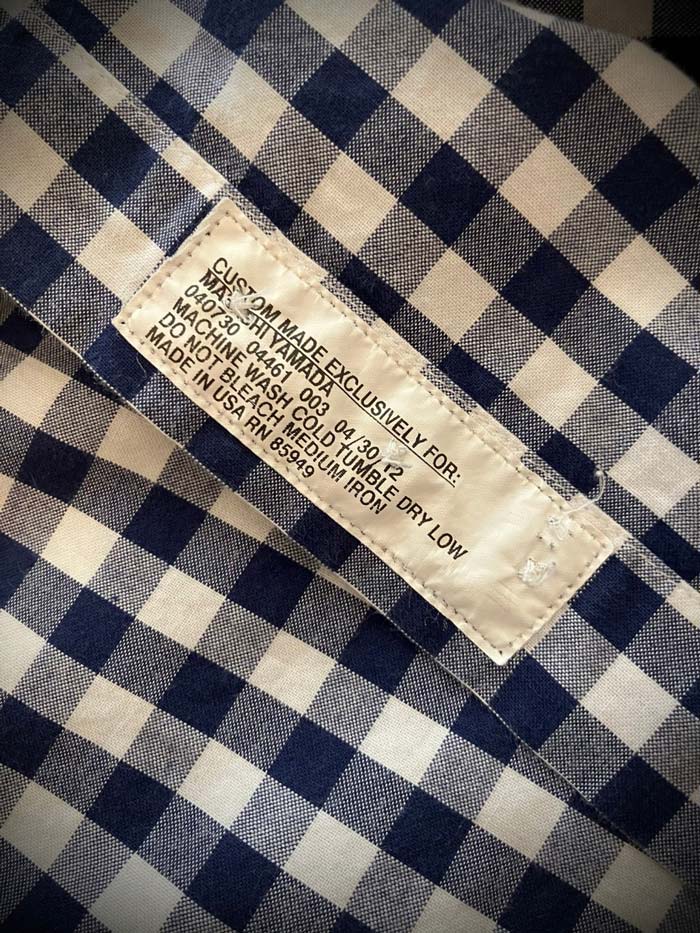 CUSTOM MADE EXCLUSIVELY FOR:
YAMADA
040730 04461 003 04/30/12
MACHINE WASH COLD TUMBLE DRY LOW
DO NOT BLEACH MEDIUM IRON
MADE IN USA RN 85949